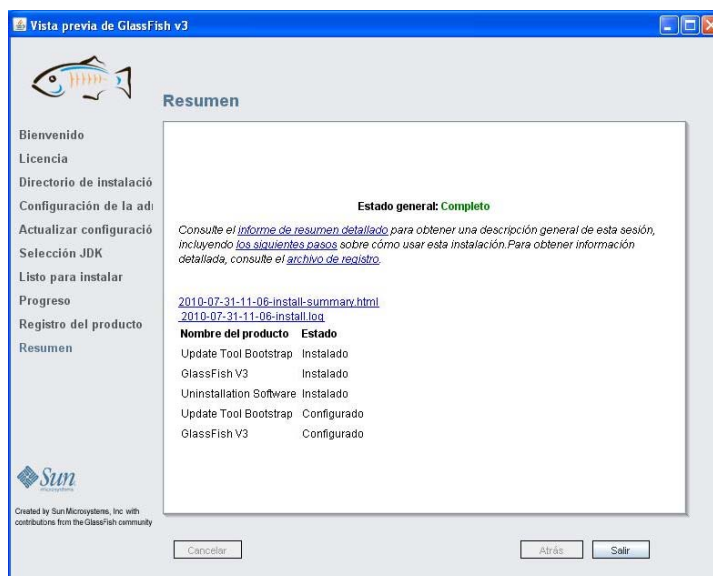 Vista previa de GlassFish v3
Resumen
Bienvenido
Licencia
Directorio de instalació
Configuración de la adi
Actualizar configuració
Selección JDK
Listo para instalar
Progreso
Registro del producto
Resumen
Estado general: Completo
Consulte el informe de resumen detallado para obtener una descripción general de esta sesión,
incluyendo los siguientes pasos sobre cómo usar esta instalación.Para obtener información
detallada, consulte el archivo de registro.
2010-07-31-11-06-install-summary.html
2010-07-31-11-06-install.log
Nombre del producto Estado
Update Tool Bootstrap Instalado
GlassFish V3 Instalado
Uninstallation Software Instalado
Update Tool Bootstrap Configurado
GlassFish V3 Configurado
Sun
microsystems
Created by Sun Microsystems, Inc with
contributions from the GlassFish community
Cancelar
Atrás
Salir